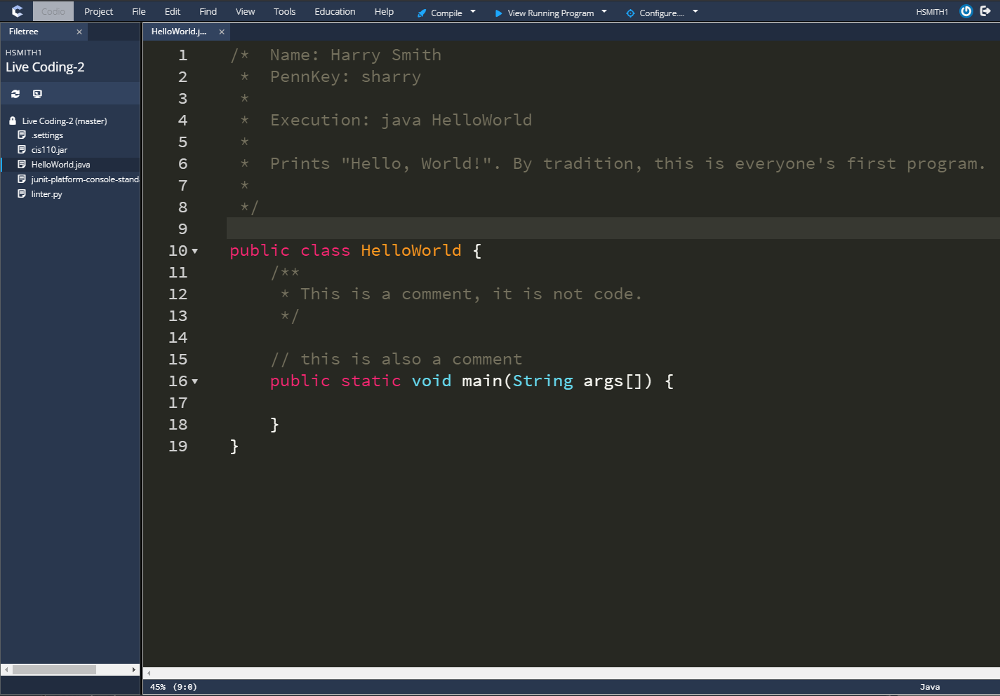 Codio Project File Edit Find View Tools Education Help Compile View Running Program Configure.... HSMITH1
Filetree × HelloWorld.j... ×
HSMITH1
Live Coding-2
Live Coding-2 (master)
.settings
cis110.jar
HelloWorld.java
junit-platform-console-stand
linter.py
1 /*  Name: Harry Smith
2  *  PennKey: sharry
3  *
4  *  Execution: java HelloWorld
5  *
6  *  Prints "Hello, World!". By tradition, this is everyone's first program.
7  *
8  */
9
10 public class HelloWorld {
11     /**
12      * This is a comment, it is not code.
13      */
14
15     // this is also a comment
16     public static void main(String args[]) {
17
18     }
19 }
45% (9:0) Java